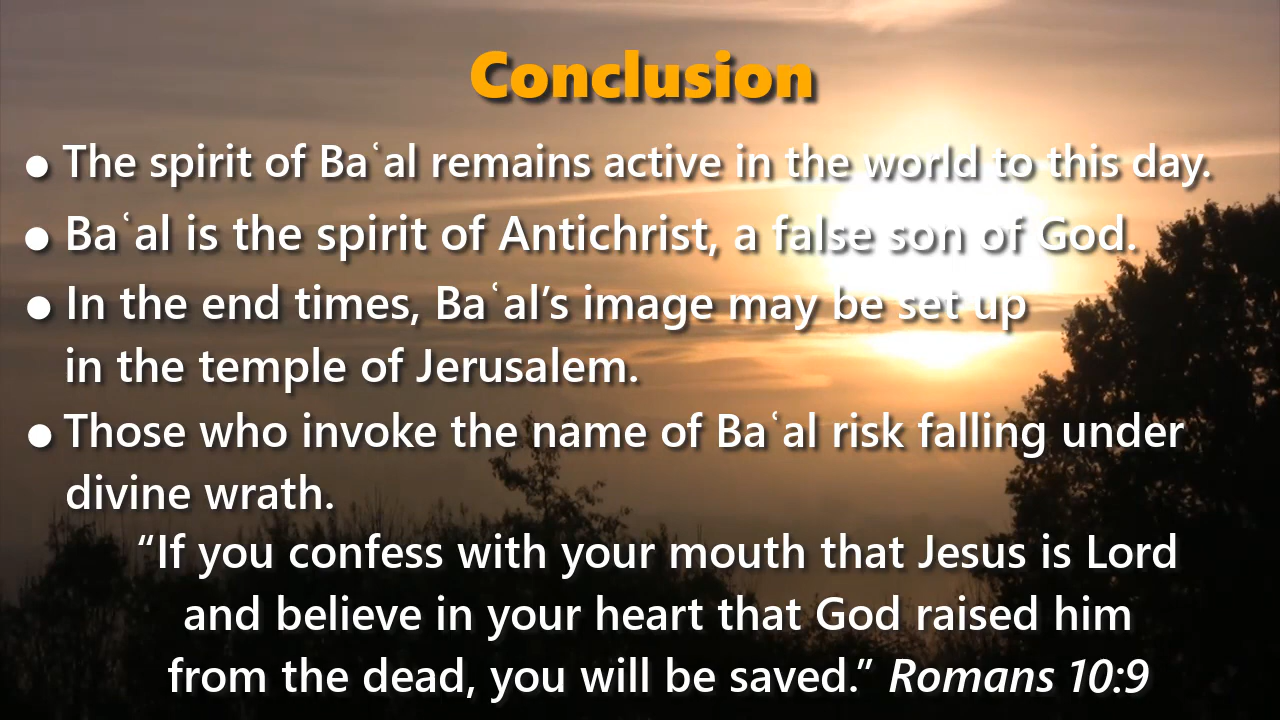 Conclusion
● The spirit of Baʿal remains active in the world to this day.
● Baʿal is the spirit of Antichrist, a false son of God.
● In the end times, Baʿal’s image may be set up
in the temple of Jerusalem.
● Those who invoke the name of Baʿal risk falling under
divine wrath.
“If you confess with your mouth that Jesus is Lord
and believe in your heart that God raised him
from the dead, you will be saved.” Romans 10:9